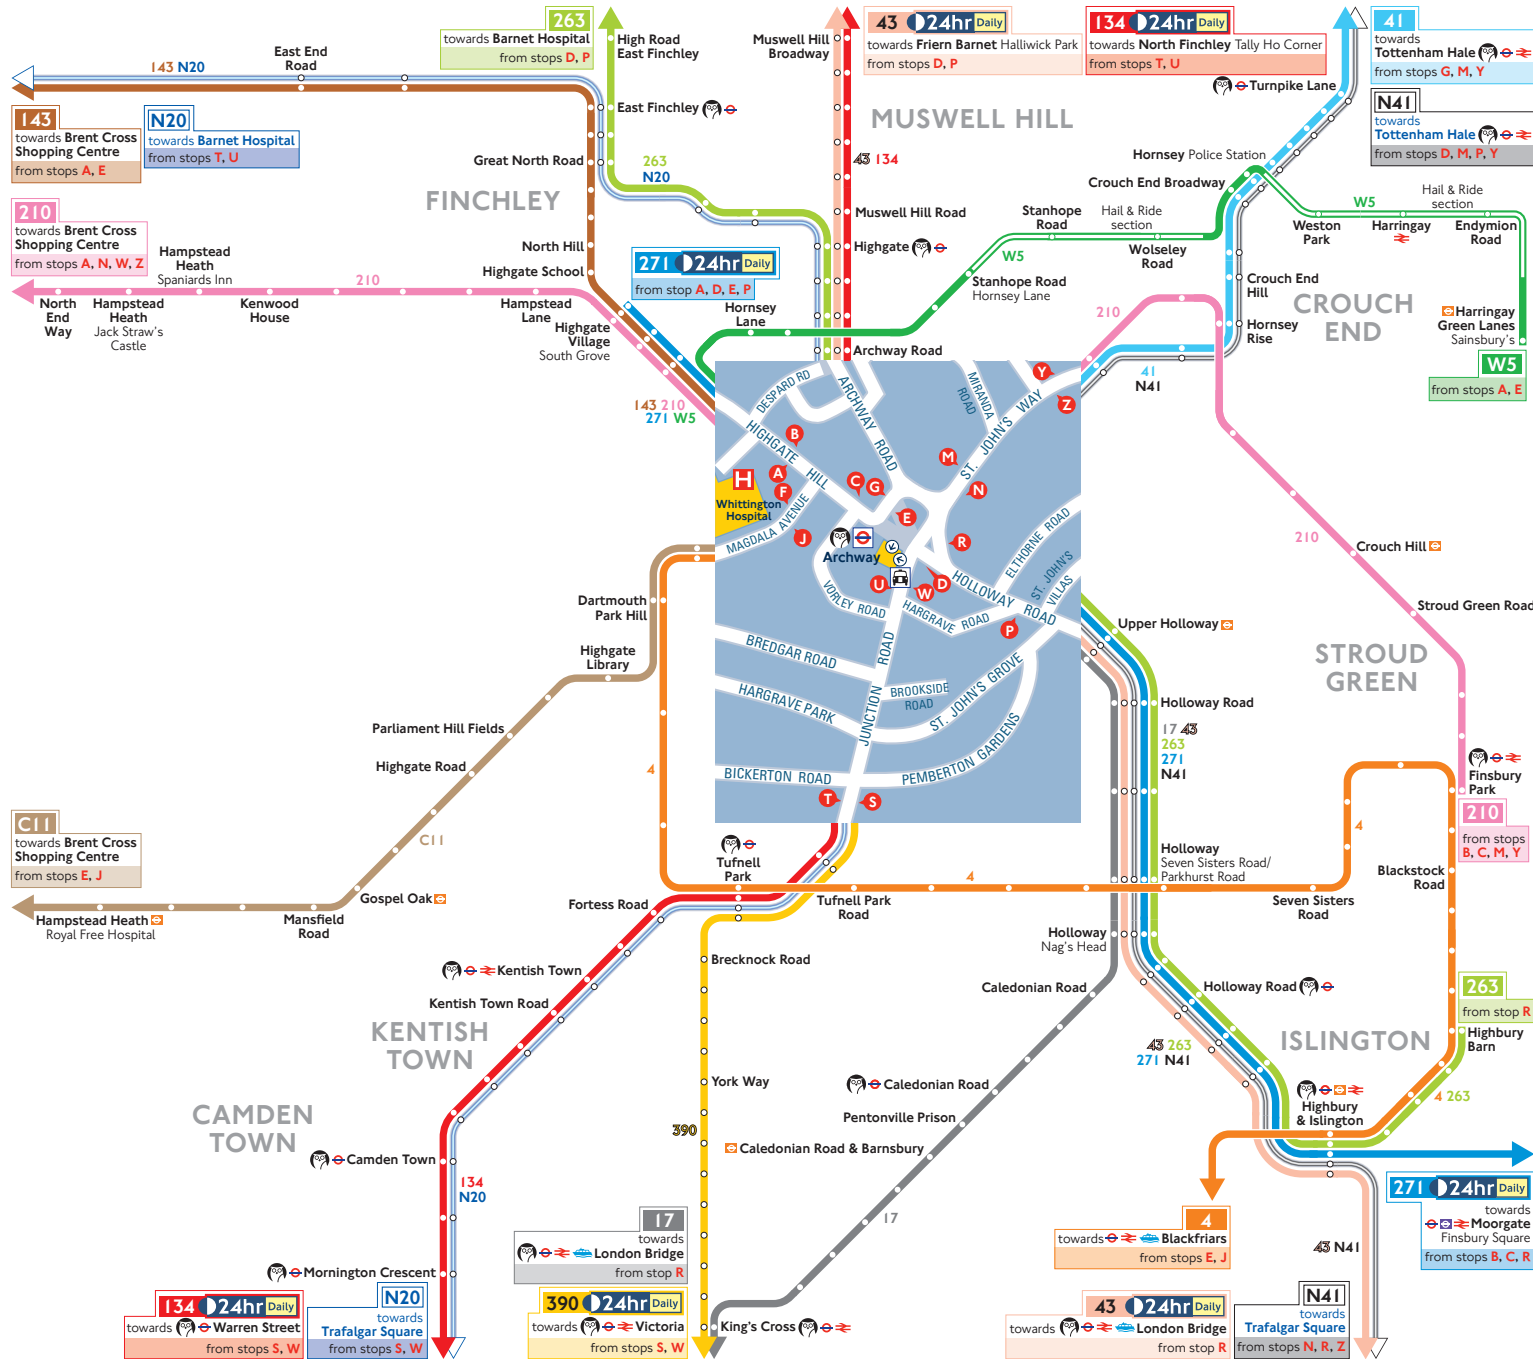 263
towards Barnet Hospital
from stops D, P
High Road
East Finchley
Muswell Hill
Broadway
43 24hr Daily
towards Friern Barnet Halliwick Park
from stops D, P
134 24hr Daily
towards North Finchley Tally Ho Corner
from stops T, U
41
towards
Tottenham Hale
from stops G, M, Y
N41
towards
Tottenham Hale
from stops D, M, P, Y
East End
Road
143 N20
143
towards Brent Cross
Shopping Centre
from stops A, E
N20
towards Barnet Hospital
from stops T, U
East Finchley
Great North Road
263
N20
FINCHLEY
MUSWELL HILL
43 134
Turnpike Lane
Hornsey Police Station
Crouch End Broadway
Muswell Hill Road
Highgate
Stanhope
Road
Hail & Ride
section
Wolseley
Road
W5
Stanhope Road
Hornsey Lane
W5
Hail & Ride
section
Weston
Park
Harringay
Endymion
Road
210
towards Brent Cross
Shopping Centre
from stops A, N, W, Z
Hampstead
Heath
Spaniards Inn
North Hill
Highgate School
271 24hr Daily
from stop A, D, E, P
Hornsey
Lane
Crouch End
Hill
CROUCH
END
Hornsey
Rise
Harringay
Green Lanes
Sainsbury's
W5
from stops A, E
210
North
End
Way
Hampstead
Heath
Jack Straw's
Castle
Kenwood
House
Hampstead
Lane
Highgate
Village
South Grove
Archway Road
210
41
N41
143 210
271 W5
DESPARD RD
ARCHWAY ROAD
MIRANDA
ROAD
ST. JOHN'S WAY
HIGHGATE HILL
Y
Z
B
A
F
C
G
M
N
E
R
J
H
Whittington
Hospital
MAGDALA AVENUE
Archway
U
W
D
P
VORLEY ROAD
HARGRAVE ROAD
HOLLOWAY ROAD
ELTHORNE ROAD
ST. JOHN'S
VILLAS
BREDGAR ROAD
HARGRAVE PARK
JUNCTION ROAD
BROOKSIDE
ROAD
ST. JOHN'S GROVE
BICKERTON ROAD
PEMBERTON GARDENS
T
S
210
Crouch Hill
Stroud Green Road
STROUD
GREEN
Upper Holloway
Holloway Road
17 43
263
271
N41
Dartmouth
Park Hill
Highgate
Library
Parliament Hill Fields
Highgate Road
4
C11
C11
towards Brent Cross
Shopping Centre
from stops E, J
Hampstead Heath
Royal Free Hospital
Mansfield
Road
Gospel Oak
Finsbury
Park
210
from stops
B, C, M, Y
4
Blackstock
Road
Holloway
Seven Sisters Road/
Parkhurst Road
4
Seven Sisters
Road
Tufnell
Park
Tufnell Park
Road
Fortess Road
Holloway
Nag's Head
Brecknock Road
Kentish Town
Kentish Town Road
KENTISH
TOWN
Caledonian Road
Holloway Road
263
from stop R
Highbury
Barn
ISLINGTON
43 263
271 N41
Highbury
& Islington
4 263
York Way
390
Caledonian Road
Pentonville Prison
Caledonian Road & Barnsbury
CAMDEN
TOWN
Camden Town
134
N20
17
17
towards
London Bridge
from stop R
Mornington Crescent
134 24hr Daily
towards Warren Street
from stops S, W
N20
towards
Trafalgar Square
from stops S, W
390 24hr Daily
towards Victoria
from stops S, W
King's Cross
4
towards Blackfriars
from stops E, J
43 24hr Daily
towards London Bridge
from stop R
43 N41
N41
towards
Trafalgar Square
from stops N, R, Z
271 24hr Daily
towards
Moorgate
Finsbury Square
from stops B, C, R